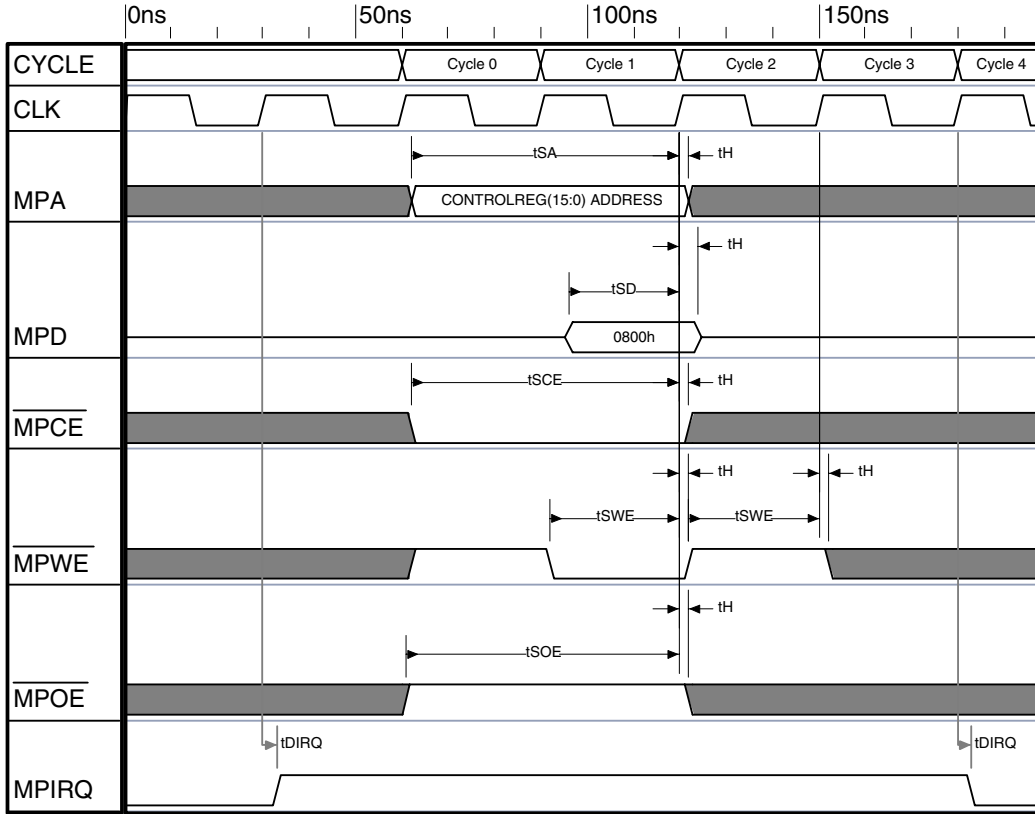 0ns 50ns 100ns 150ns
CYCLE Cycle 0 Cycle 1 Cycle 2 Cycle 3 Cycle 4
CLK
tSA tH
MPA CONTROLREG(15:0) ADDRESS
tH
tSD
MPD 0800h
tSCE tH
MPCE
tH tH
tSWE tSWE
MPWE
tH
tSOE
MPOE
tDIRQ tDIRQ
MPIRQ